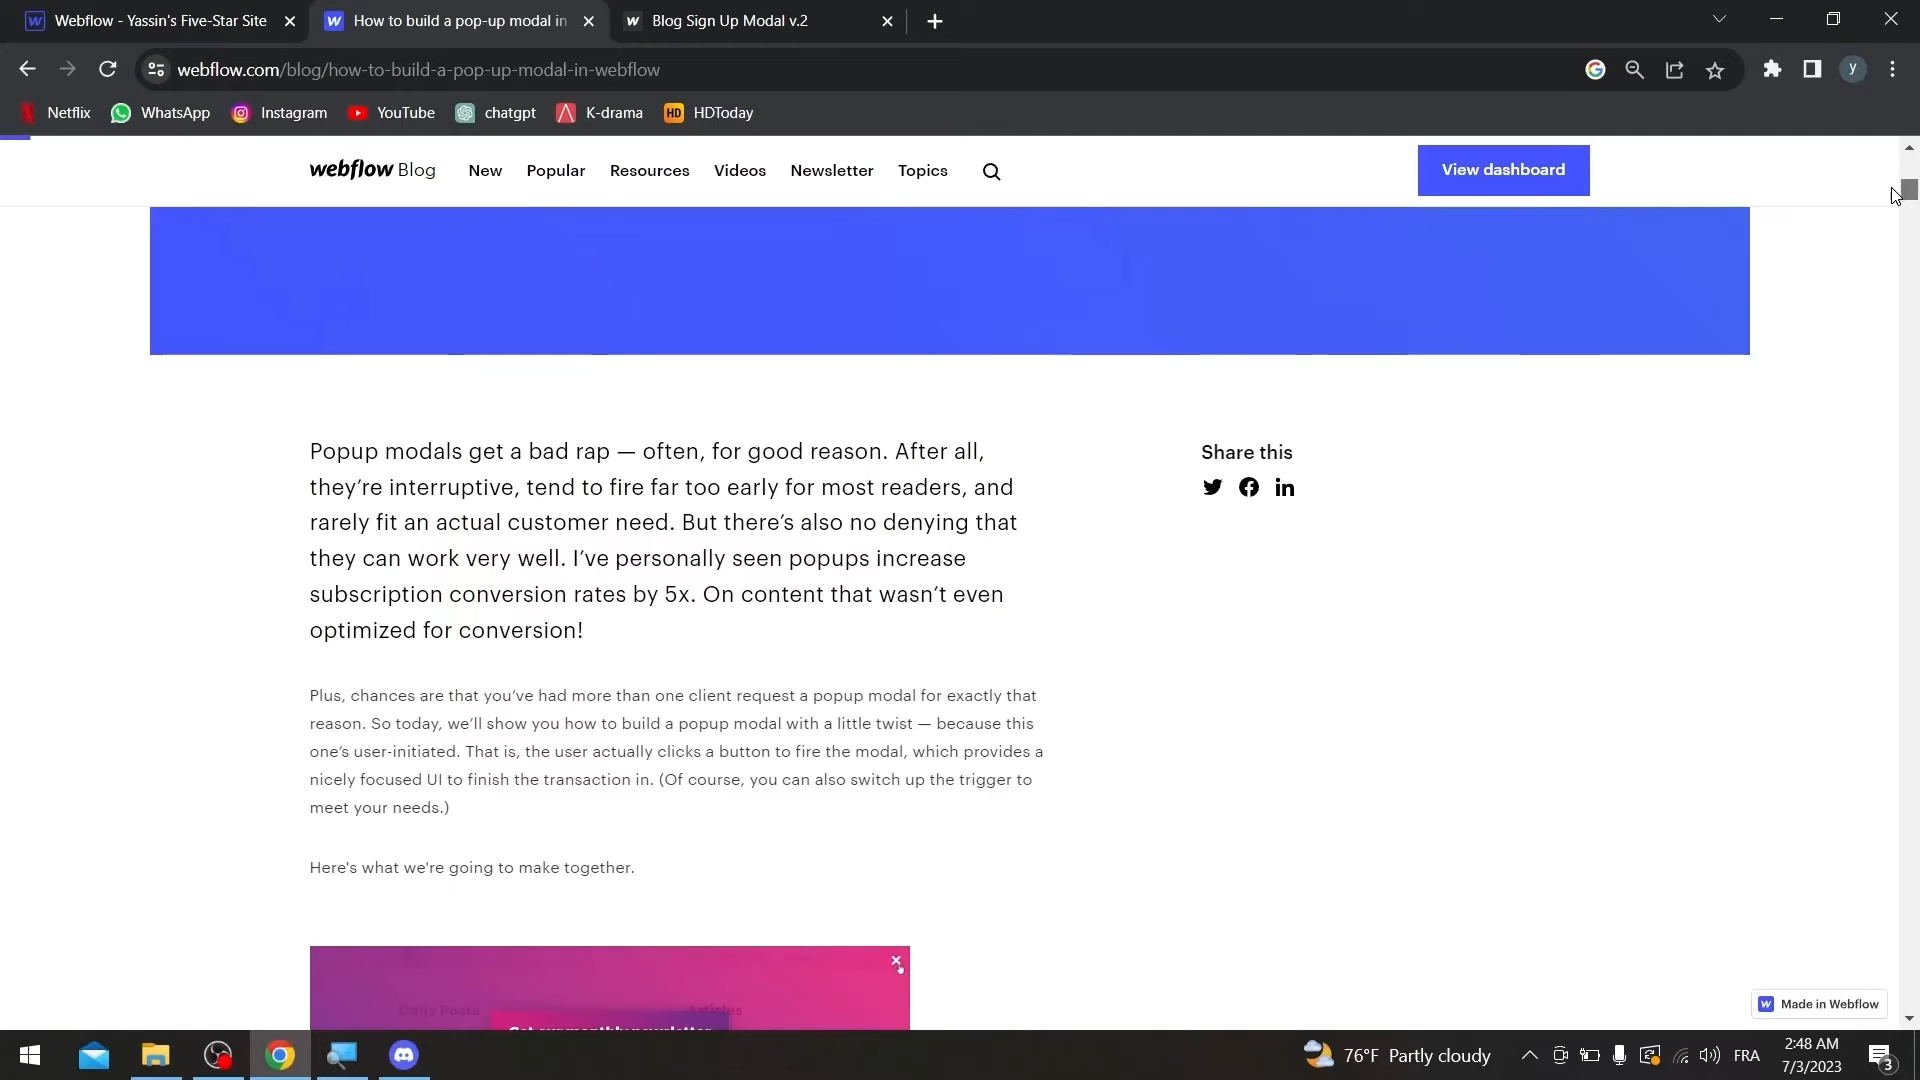 Webflow - Yassin's Five-Star Site
How to build a pop-up modal in
Blog Sign Up Modal v.2
webflow.com/blog/how-to-build-a-pop-up-modal-in-webflow
y
Netflix
WhatsApp
Instagram
YouTube
chatgpt
K-drama
HD
HDToday
webflow Blog
New
Popular
Resources
Videos
Newsletter
Topics
View dashboard
Popup modals get a bad rap — often, for good reason. After all,
they're interruptive, tend to fire far too early for most readers, and
rarely fit an actual customer need. But there's also no denying that
they can work very well. I've personally seen popups increase
subscription conversion rates by 5x. On content that wasn't even
optimized for conversion!
Share this
Plus, chances are that you've had more than one client request a popup modal for exactly that
reason. So today, we'll show you how to build a popup modal with a little twist — because this
one's user-initiated. That is, the user actually clicks a button to fire the modal, which provides a
nicely focused UI to finish the transaction in. (Of course, you can also switch up the trigger to
meet your needs.)
Here's what we're going to make together.
Daily Posts
Articles
Get our monthly newsletter
Made in Webflow
76°F Partly cloudy
FRA
2:48 AM
7/3/2023
3